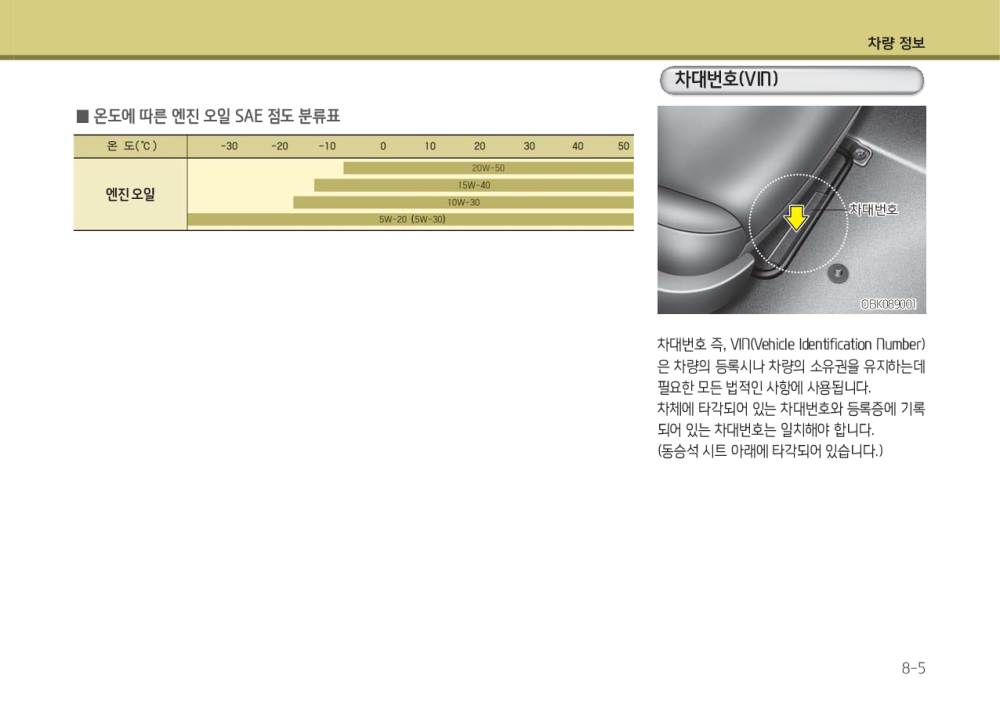 차량 정보
■ 온도에 따른 엔진 오일 SAE 점도 분류표
온 도(℃) -30 -20 -10 0 10 20 30 40 50
엔진 오일
20W-50
15W-40
10W-30
5W-20 (5W-30)
차대번호(VIN)
차대번호
OBK089001
차대번호 즉, VIN(Vehicle Identification Number)
은 차량의 등록시나 차량의 소유권을 유지하는데
필요한 모든 법적인 사항에 사용됩니다.
차체에 타각되어 있는 차대번호와 등록증에 기록
되어 있는 차대번호는 일치해야 합니다.
(동승석 시트 아래에 타각되어 있습니다.)
8-5